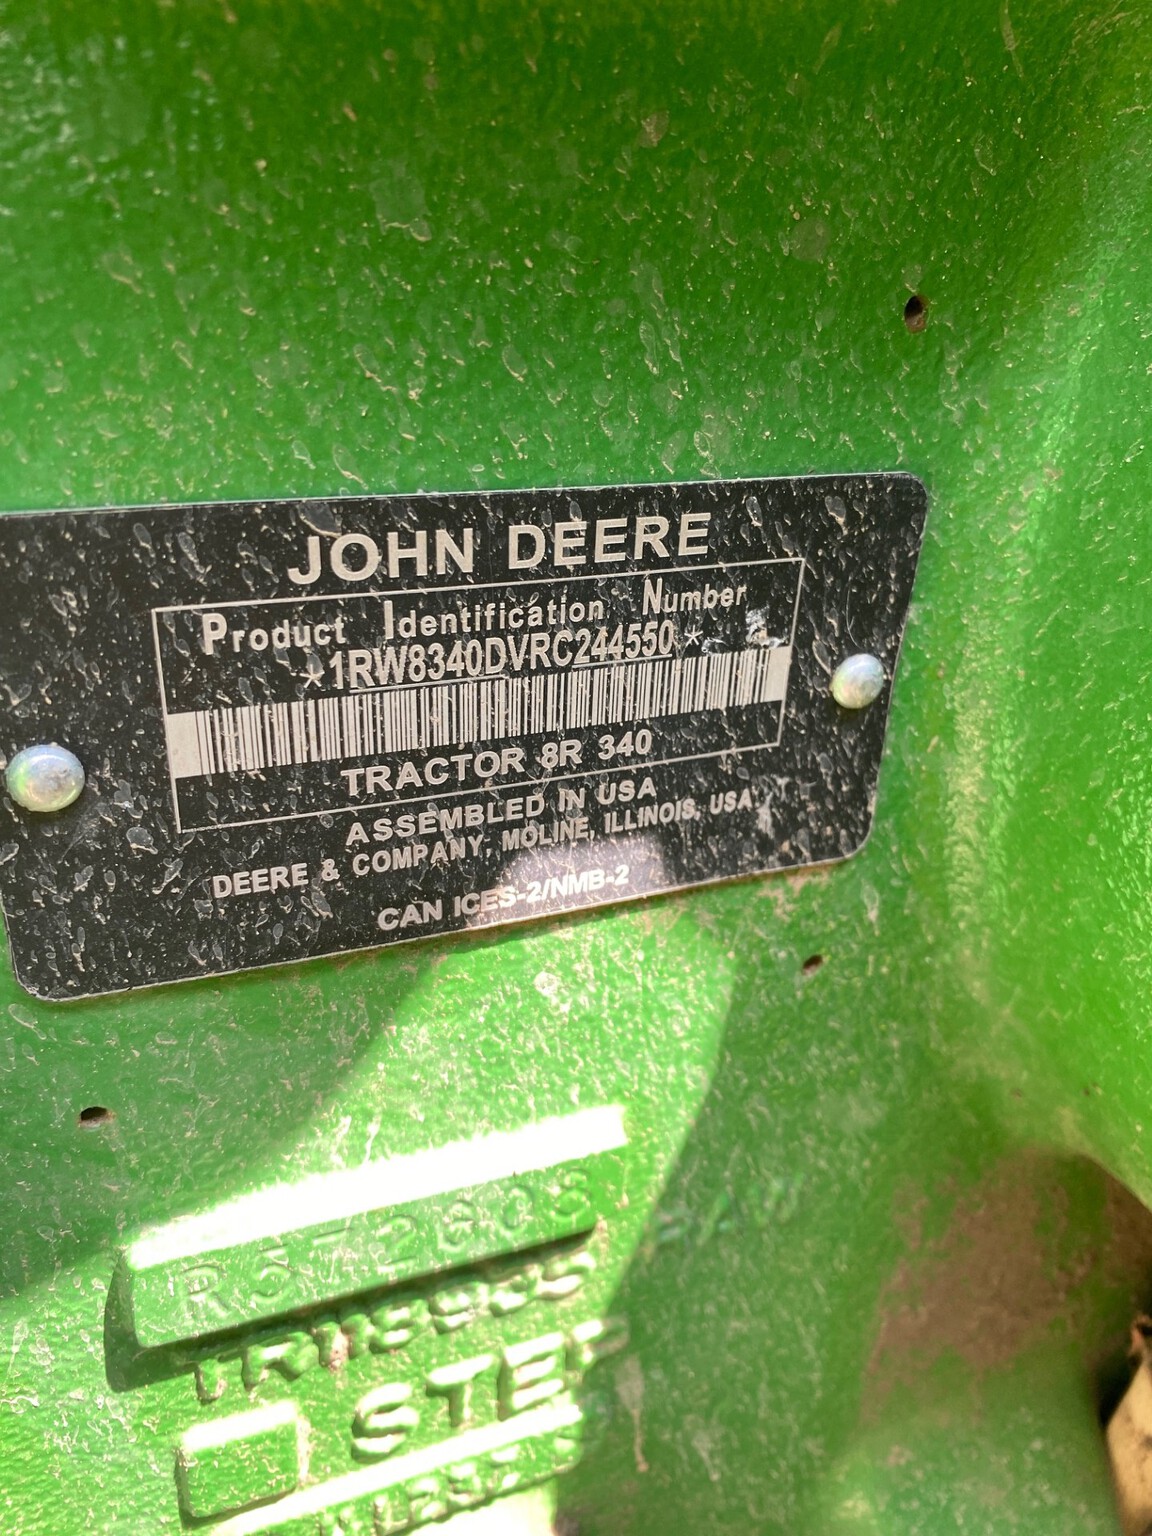 JOHN DEERE
Product Identification Number
*1RW8340DVRC244550*
TRACTOR 8R 340
ASSEMBLED IN USA
DEERE & COMPANY, MOLINE, ILLINOIS, USA
CAN ICES-2/NMB-2
R572608